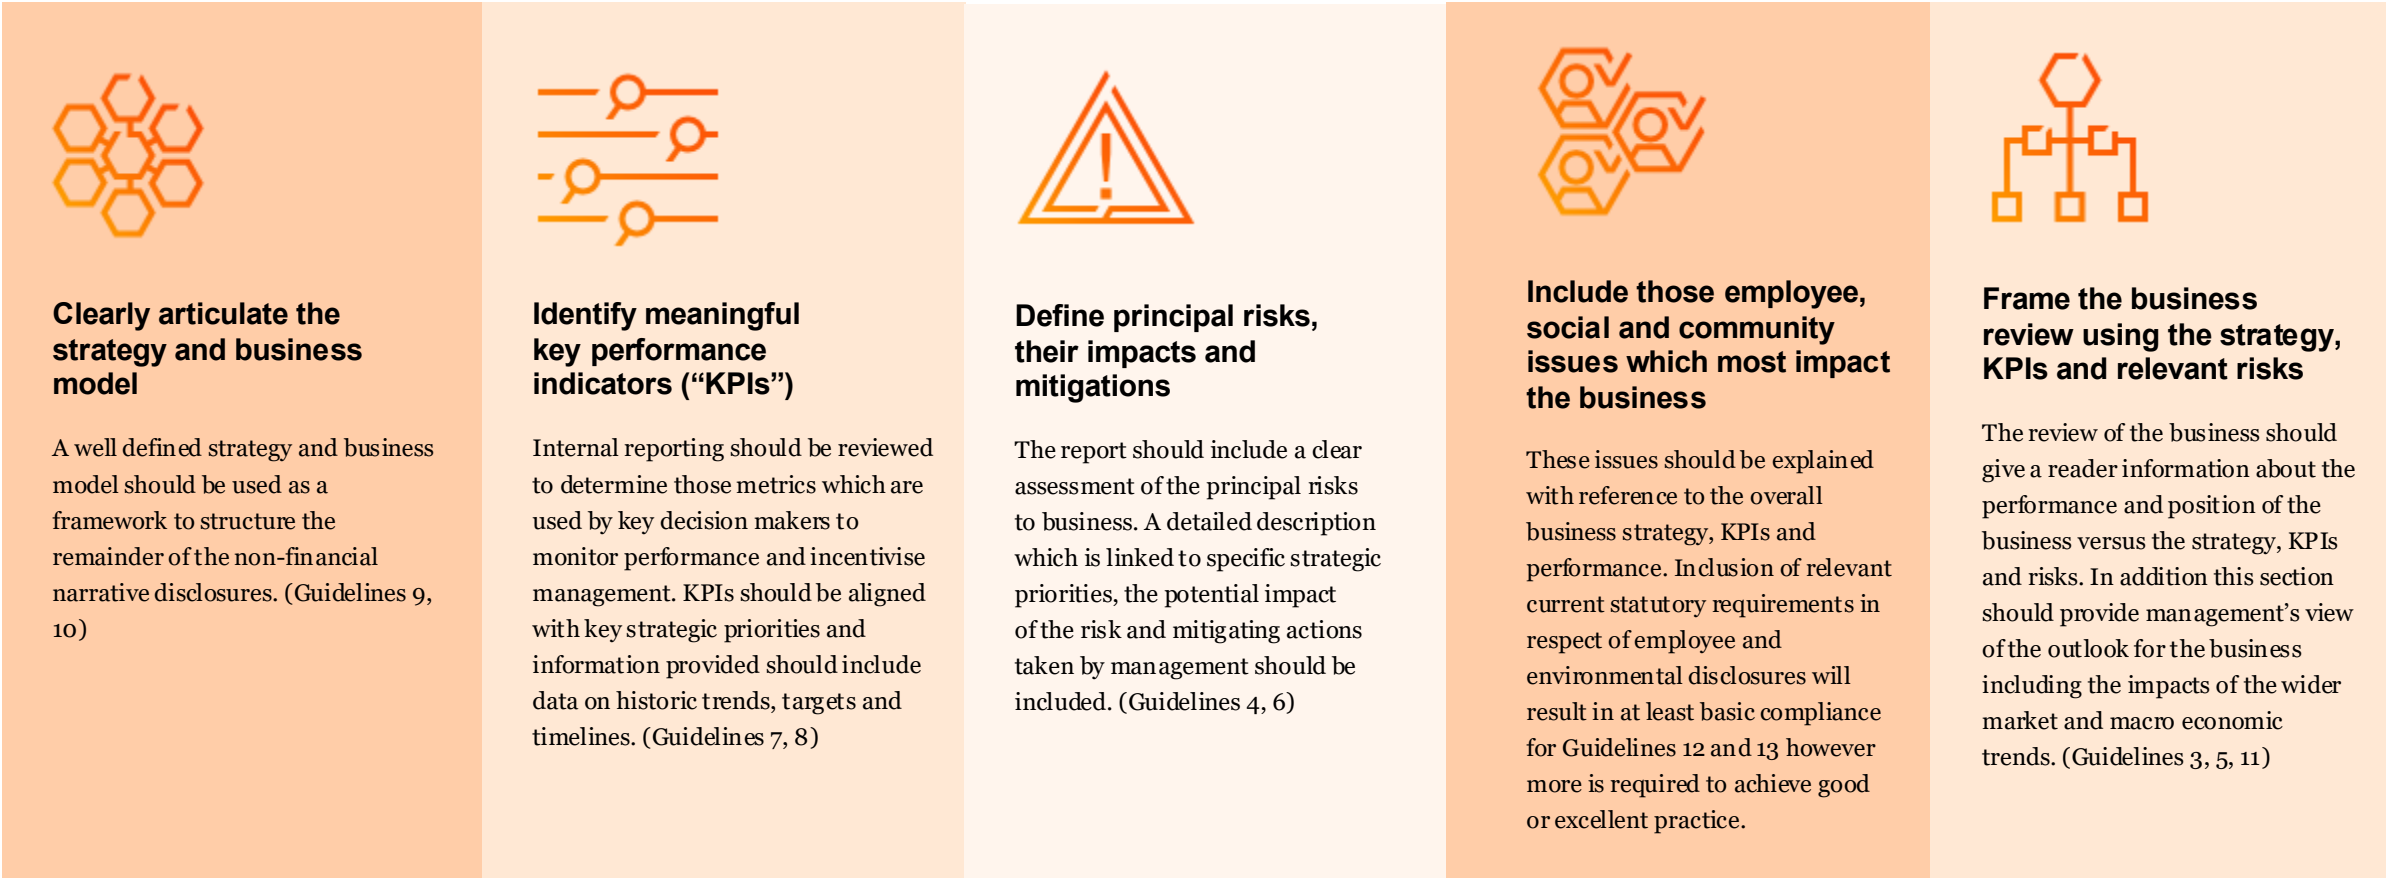 Clearly articulate the
strategy and business
model
A well defined strategy and business
model should be used as a
framework to structure the
remainder of the non-financial
narrative disclosures. (Guidelines 9,
10)
Identify meaningful
key performance
indicators (“KPIs”)
Internal reporting should be reviewed
to determine those metrics which are
used by key decision makers to
monitor performance and incentivise
management. KPIs should be aligned
with key strategic priorities and
information provided should include
data on historic trends, targets and
timelines. (Guidelines 7, 8)
Define principal risks,
their impacts and
mitigations
The report should include a clear
assessment of the principal risks
to business. A detailed description
which is linked to specific strategic
priorities, the potential impact
of the risk and mitigating actions
taken by management should be
included. (Guidelines 4, 6)
Include those employee,
social and community
issues which most impact
the business
These issues should be explained
with reference to the overall
business strategy, KPIs and
performance. Inclusion of relevant
current statutory requirements in
respect of employee and
environmental disclosures will
result in at least basic compliance
for Guidelines 12 and 13 however
more is required to achieve good
or excellent practice.
Frame the business
review using the strategy,
KPIs and relevant risks
The review of the business should
give a reader information about the
performance and position of the
business versus the strategy, KPIs
and risks. In addition this section
should provide management’s view
of the outlook for the business
including the impacts of the wider
market and macro economic
trends. (Guidelines 3, 5, 11)